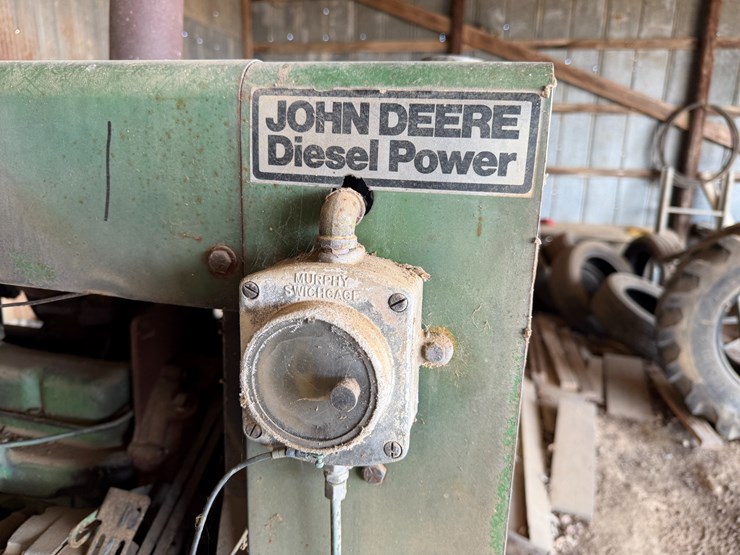 JOHN DEERE
Diesel Power
MURPHY
SWICHGAGE